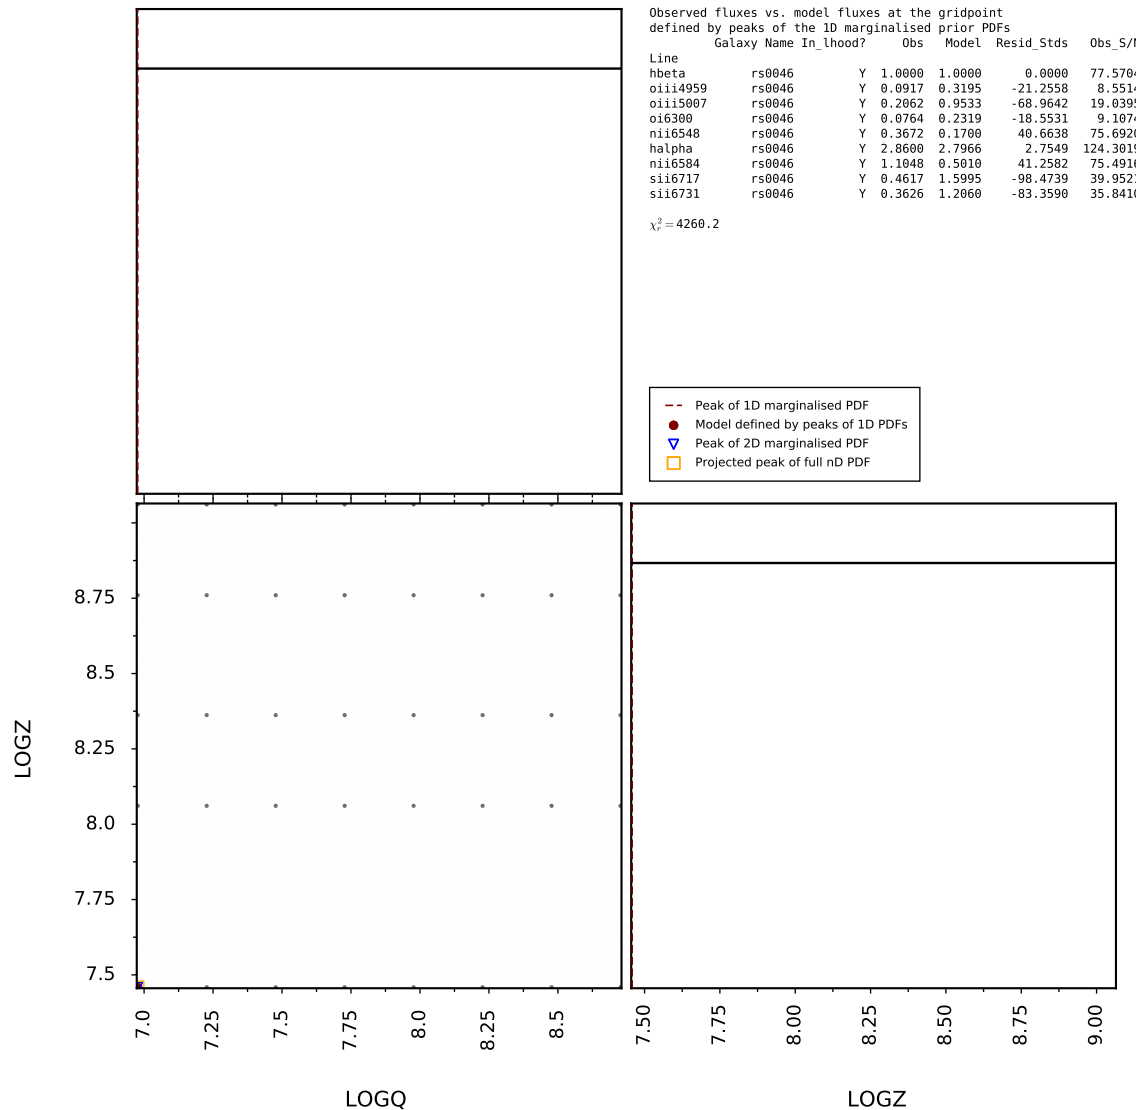 Observed fluxes vs. model fluxes at the gridpoint
defined by peaks of the 1D marginalised prior PDFs
Galaxy Name In_lhood? Obs Model Resid_Stds Obs_S/N
Line
hbeta rs0046 Y 1.0000 1.0000 0.0000 77.5704
oiii4959 rs0046 Y 0.0917 0.3195 -21.2558 8.5514
oiii5007 rs0046 Y 0.2062 0.9533 -68.9642 19.0395
oi6300 rs0046 Y 0.0764 0.2319 -18.5531 9.1074
nii6548 rs0046 Y 0.3672 0.1700 40.6638 75.6920
halpha rs0046 Y 2.8600 2.7966 2.7549 124.3019
nii6584 rs0046 Y 1.1048 0.5010 41.2582 75.4916
sii6717 rs0046 Y 0.4617 1.5995 -98.4739 39.9521
sii6731 rs0046 Y 0.3626 1.2060 -83.3590 35.8410
χ²ᵣ = 4260.2
Peak of 1D marginalised PDF
Model defined by peaks of 1D PDFs
Peak of 2D marginalised PDF
Projected peak of full nD PDF
LOGZ
8.75
8.5
8.25
8.0
7.75
7.5
7.0 7.25 7.5 7.75 8.0 8.25 8.5
LOGQ
7.50 7.75 8.00 8.25 8.50 8.75 9.00
LOGZ